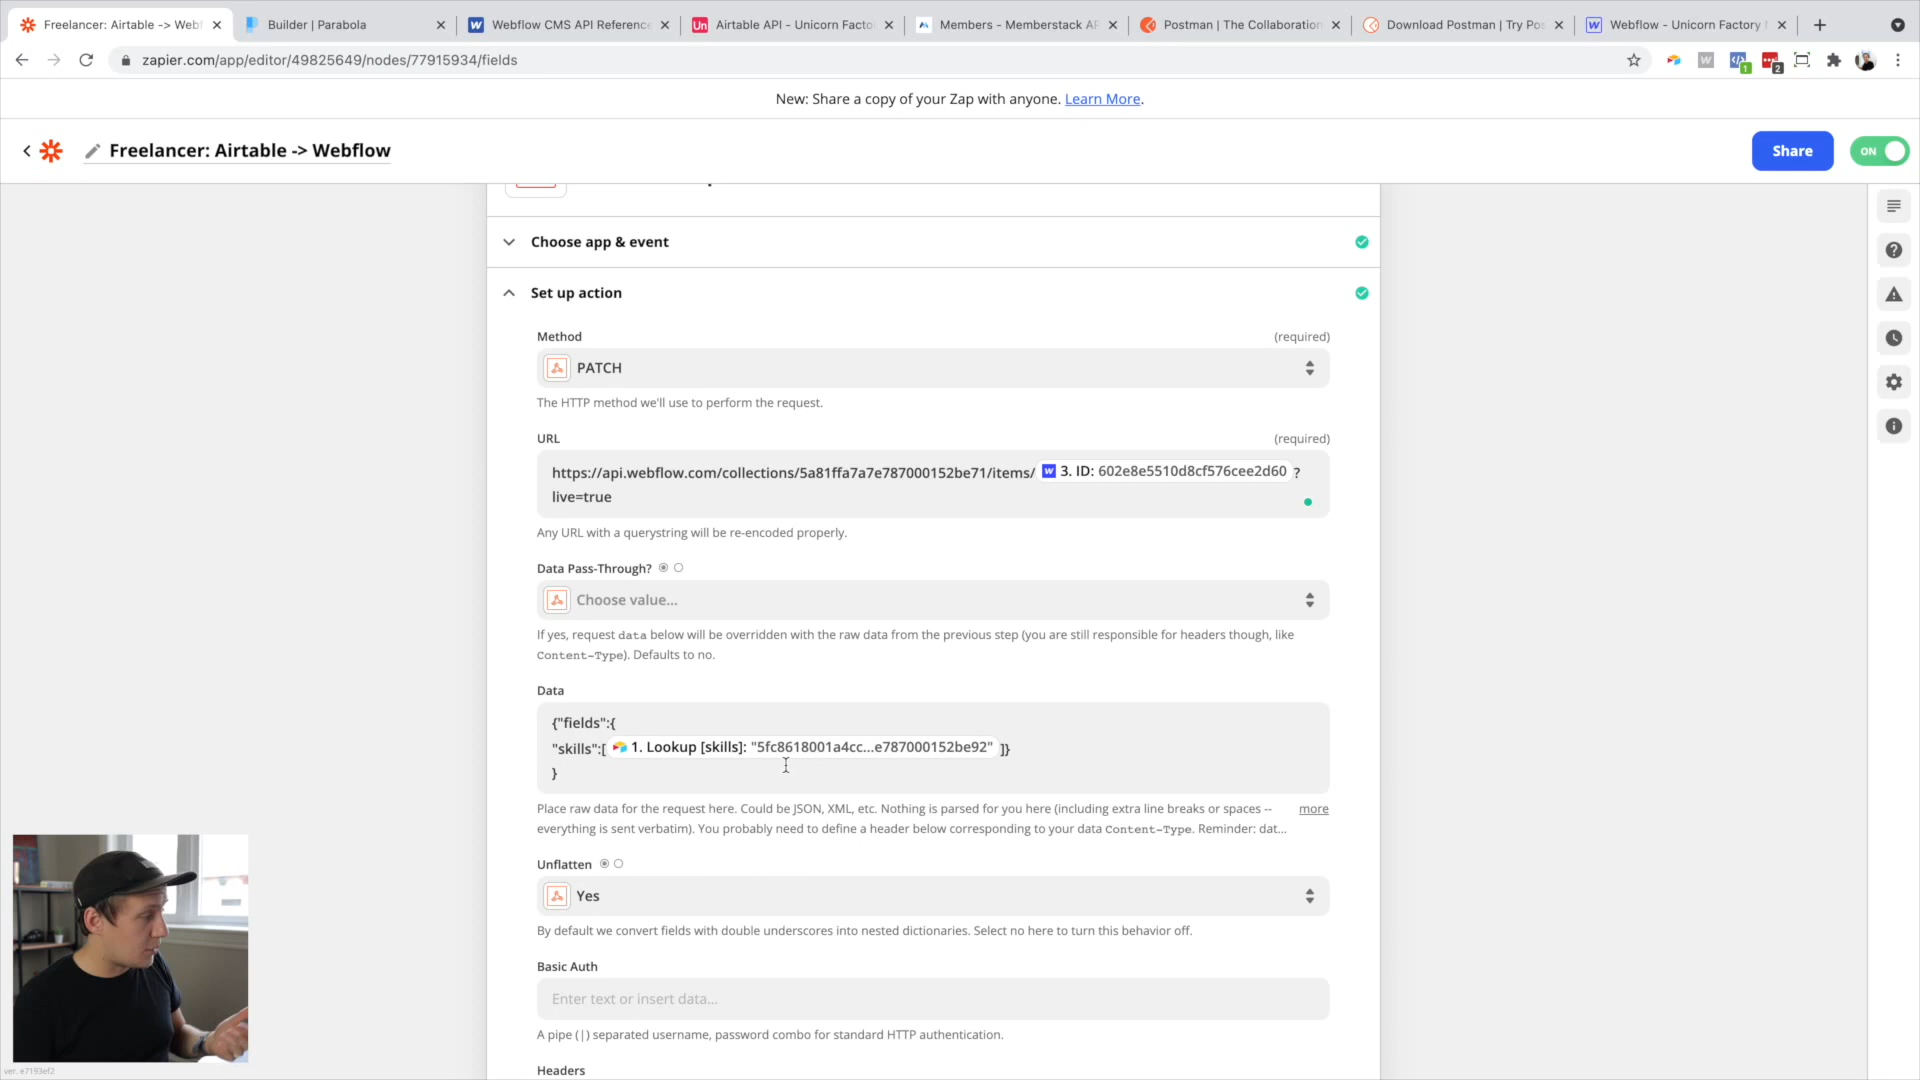 Freelancer: Airtable -> Webf
Builder | Parabola
Webflow CMS API Reference
Un
Airtable API - Unicorn Facto
Members - Memberstack AP
Postman | The Collaboration
Download Postman | Try Pos
Webflow - Unicorn Factory
zapier.com/app/editor/49825649/nodes/77915934/fields
1
2
New: Share a copy of your Zap with anyone. Learn More.
Freelancer: Airtable -> Webflow
Share
ON
Choose app & event
Set up action
Method
(required)
PATCH
The HTTP method we'll use to perform the request.
URL
(required)
https://api.webflow.com/collections/5a81ffa7a7e787000152be71/items/ 3. ID: 602e8e5510d8cf576cee2d60 ?
live=true
Any URL with a querystring will be re-encoded properly.
Data Pass-Through?
Choose value...
If yes, request data below will be overridden with the raw data from the previous step (you are still responsible for headers though, like
Content-Type). Defaults to no.
Data
{"fields":{
"skills":[ 1. Lookup [skills]: "5fc8618001a4cc...e787000152be92" ]}
}
Place raw data for the request here. Could be JSON, XML, etc. Nothing is parsed for you here (including extra line breaks or spaces --
more
everything is sent verbatim). You probably need to define a header below corresponding to your data Content-Type. Reminder: dat...
Unflatten
Yes
By default we convert fields with double underscores into nested dictionaries. Select no here to turn this behavior off.
Basic Auth
Enter text or insert data...
A pipe (|) separated username, password combo for standard HTTP authentication.
Headers
ver. e7193ef2